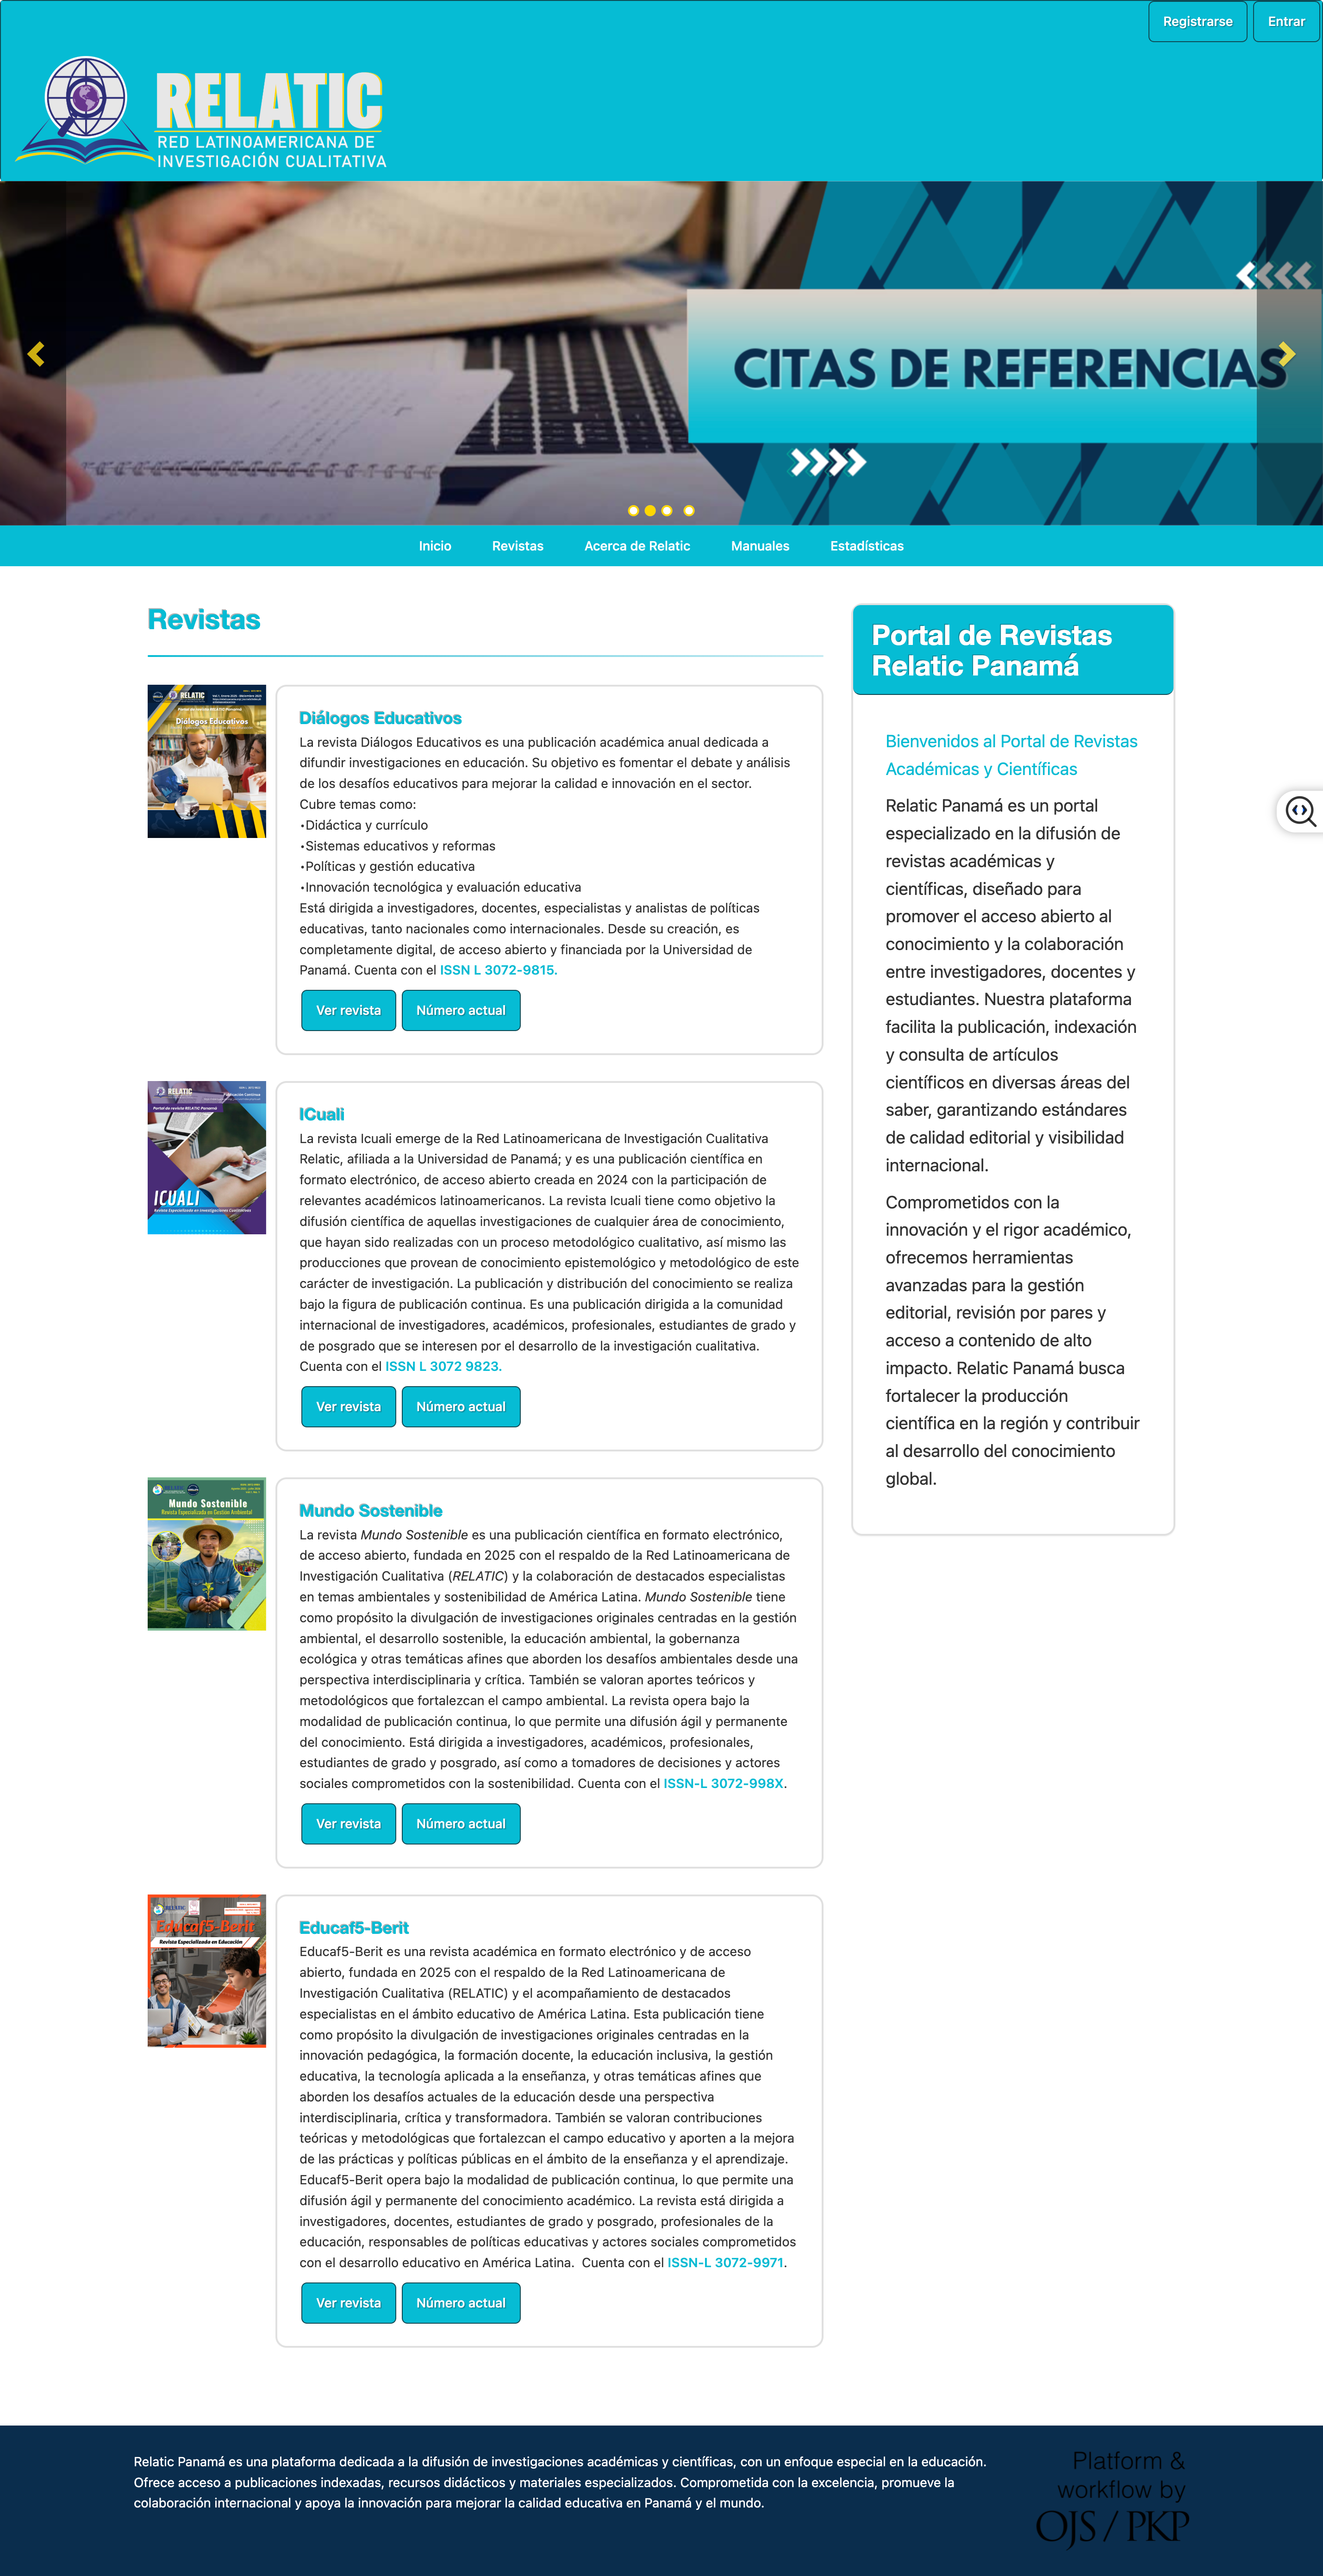 Registrarse
Entrar
RELATIC
RED LATINOAMERICANA DE
INVESTIGACIÓN CUALITATIVA
CITAS DE REFERENCIAS
Inicio
Revistas
Acerca de Relatic
Manuales
Estadísticas
Revistas
RELATIC
Diálogos Educativos
Diálogos Educativos
La revista Diálogos Educativos es una publicación académica anual dedicada a
difundir investigaciones en educación. Su objetivo es fomentar el debate y análisis
de los desafíos educativos para mejorar la calidad e innovación en el sector.
Cubre temas como:
•Didáctica y currículo
•Sistemas educativos y reformas
•Políticas y gestión educativa
•Innovación tecnológica y evaluación educativa
Está dirigida a investigadores, docentes, especialistas y analistas de políticas
educativas, tanto nacionales como internacionales. Desde su creación, es
completamente digital, de acceso abierto y financiada por la Universidad de
Panamá. Cuenta con el ISSN L 3072-9815.
Ver revista
Número actual
RELATIC
Publicación Continua
Portal de revista RELATIC Panamá
ICUALI
Revista Especializada en Investigaciones Cualitativas
ICuali
La revista Icuali emerge de la Red Latinoamericana de Investigación Cualitativa
Relatic, afiliada a la Universidad de Panamá; y es una publicación científica en
formato electrónico, de acceso abierto creada en 2024 con la participación de
relevantes académicos latinoamericanos. La revista Icuali tiene como objetivo la
difusión científica de aquellas investigaciones de cualquier área de conocimiento,
que hayan sido realizadas con un proceso metodológico cualitativo, así mismo las
producciones que provean de conocimiento epistemológico y metodológico de este
carácter de investigación. La publicación y distribución del conocimiento se realiza
bajo la figura de publicación continua. Es una publicación dirigida a la comunidad
internacional de investigadores, académicos, profesionales, estudiantes de grado y
de posgrado que se interesen por el desarrollo de la investigación cualitativa.
Cuenta con el ISSN L 3072 9823.
Ver revista
Número actual
RELATIC
Mundo Sostenible
Revista Especializada en Gestión Ambiental
Mundo Sostenible
La revista Mundo Sostenible es una publicación científica en formato electrónico,
de acceso abierto, fundada en 2025 con el respaldo de la Red Latinoamericana de
Investigación Cualitativa (RELATIC) y la colaboración de destacados especialistas
en temas ambientales y sostenibilidad de América Latina. Mundo Sostenible tiene
como propósito la divulgación de investigaciones originales centradas en la gestión
ambiental, el desarrollo sostenible, la educación ambiental, la gobernanza
ecológica y otras temáticas afines que aborden los desafíos ambientales desde una
perspectiva interdisciplinaria y crítica. También se valoran aportes teóricos y
metodológicos que fortalezcan el campo ambiental. La revista opera bajo la
modalidad de publicación continua, lo que permite una difusión ágil y permanente
del conocimiento. Está dirigida a investigadores, académicos, profesionales,
estudiantes de grado y posgrado, así como a tomadores de decisiones y actores
sociales comprometidos con la sostenibilidad. Cuenta con el ISSN-L 3072-998X.
Ver revista
Número actual
RELATIC
Educaf5-Berit
Revista Especializada en Educación
Educaf5-Berit
Educaf5-Berit es una revista académica en formato electrónico y de acceso
abierto, fundada en 2025 con el respaldo de la Red Latinoamericana de
Investigación Cualitativa (RELATIC) y el acompañamiento de destacados
especialistas en el ámbito educativo de América Latina. Esta publicación tiene
como propósito la divulgación de investigaciones originales centradas en la
innovación pedagógica, la formación docente, la educación inclusiva, la gestión
educativa, la tecnología aplicada a la enseñanza, y otras temáticas afines que
aborden los desafíos actuales de la educación desde una perspectiva
interdisciplinaria, crítica y transformadora. También se valoran contribuciones
teóricas y metodológicas que fortalezcan el campo educativo y aporten a la mejora
de las prácticas y políticas públicas en el ámbito de la enseñanza y el aprendizaje.
Educaf5-Berit opera bajo la modalidad de publicación continua, lo que permite una
difusión ágil y permanente del conocimiento académico. La revista está dirigida a
investigadores, docentes, estudiantes de grado y posgrado, profesionales de la
educación, responsables de políticas educativas y actores sociales comprometidos
con el desarrollo educativo en América Latina. Cuenta con el ISSN-L 3072-9971.
Ver revista
Número actual
Portal de Revistas
Relatic Panamá
Bienvenidos al Portal de Revistas
Académicas y Científicas
Relatic Panamá es un portal
especializado en la difusión de
revistas académicas y
científicas, diseñado para
promover el acceso abierto al
conocimiento y la colaboración
entre investigadores, docentes y
estudiantes. Nuestra plataforma
facilita la publicación, indexación
y consulta de artículos
científicos en diversas áreas del
saber, garantizando estándares
de calidad editorial y visibilidad
internacional.
Comprometidos con la
innovación y el rigor académico,
ofrecemos herramientas
avanzadas para la gestión
editorial, revisión por pares y
acceso a contenido de alto
impacto. Relatic Panamá busca
fortalecer la producción
científica en la región y contribuir
al desarrollo del conocimiento
global.
Relatic Panamá es una plataforma dedicada a la difusión de investigaciones académicas y científicas, con un enfoque especial en la educación.
Ofrece acceso a publicaciones indexadas, recursos didácticos y materiales especializados. Comprometida con la excelencia, promueve la
colaboración internacional y apoya la innovación para mejorar la calidad educativa en Panamá y el mundo.
Platform &
workflow by
OJS / PKP